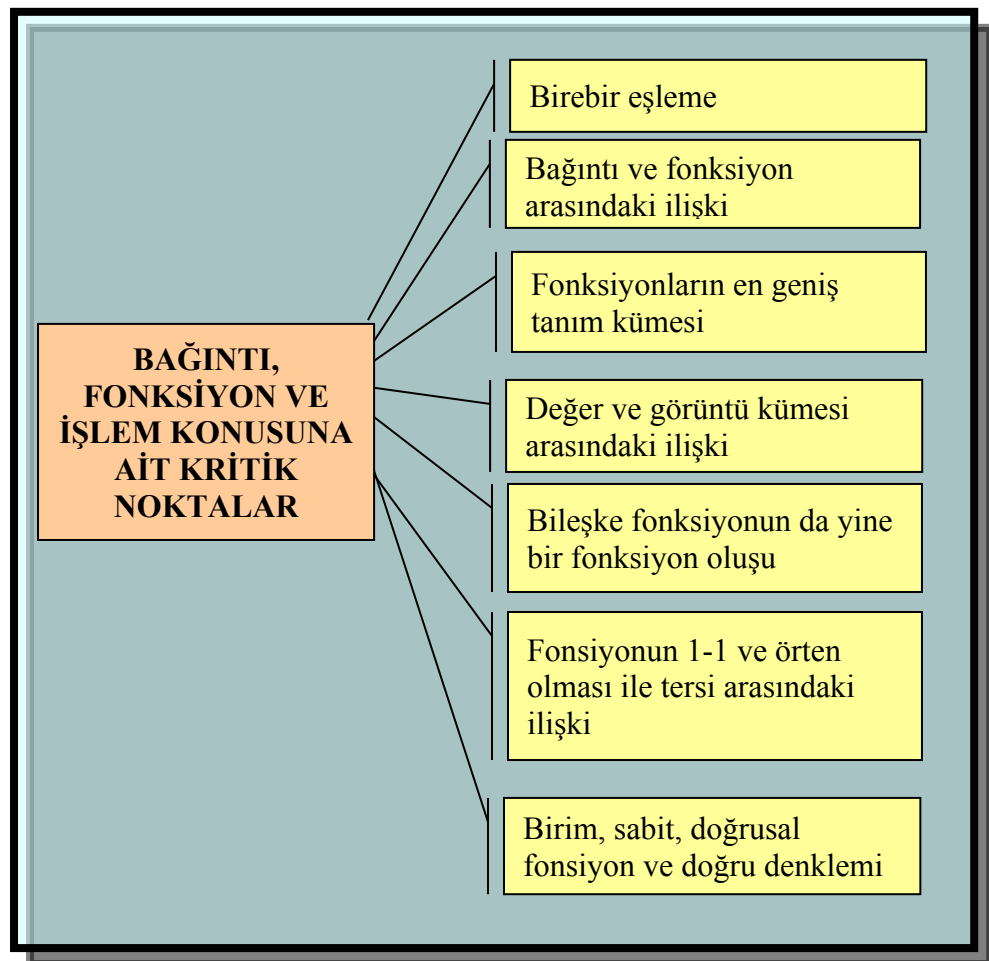 Birebir eşleme
Bağıntı ve fonksiyon
arasındaki ilişki
Fonksiyonların en geniş
tanım kümesi
BAĞINTI,
FONKSİYON VE
İŞLEM KONUSUNA
AİT KRİTİK
NOKTALAR
Değer ve görüntü kümesi
arasındaki ilişki
Bileşke fonksiyonun da yine
bir fonksiyon oluşu
Fonsiyonun 1-1 ve örten
olması ile tersi arasındaki
ilişki
Birim, sabit, doğrusal
fonsiyon ve doğru denklemi